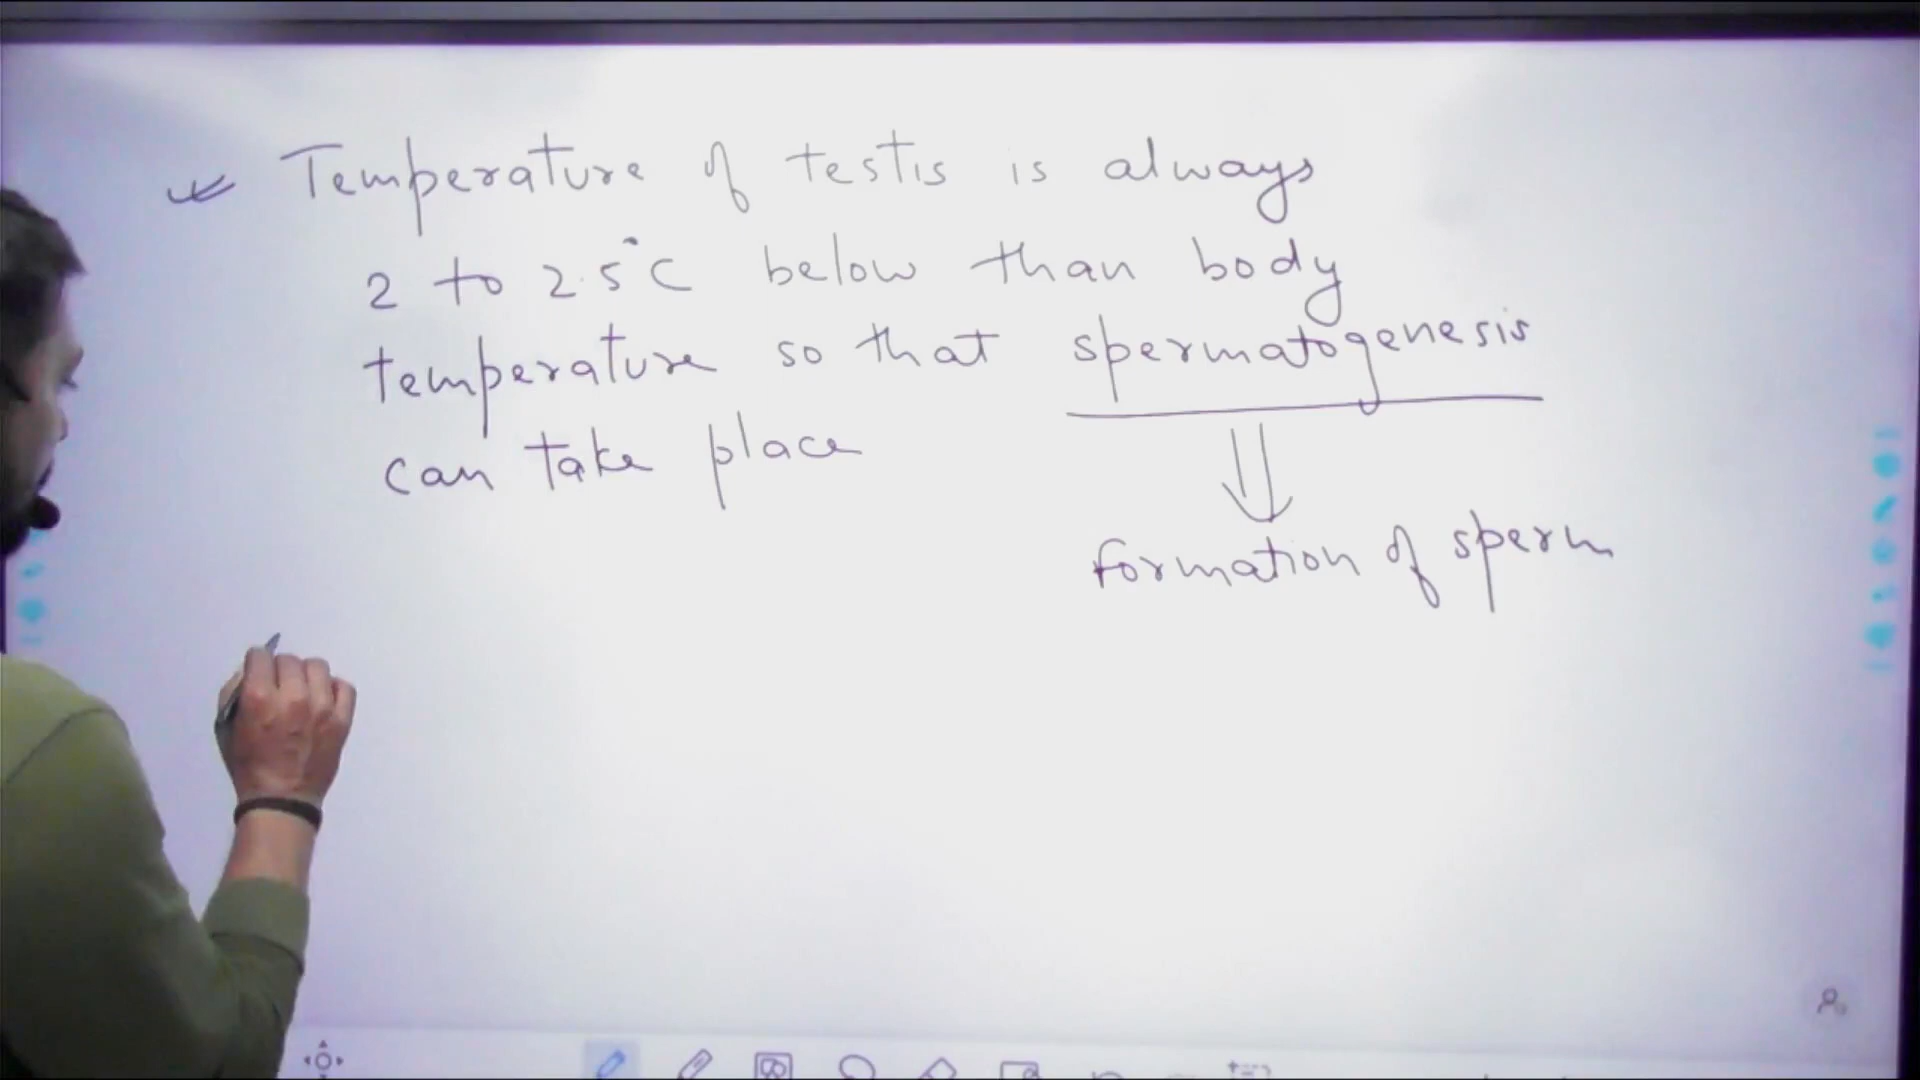 Temperature of testis is always
2 to 2.5°C below than body
temperature so that spermatogenesis
can take place
formation of sperm